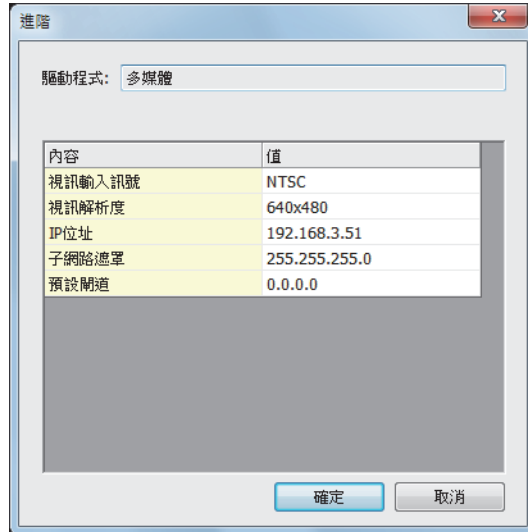 進階
驅動程式: 多媒體
內容 值
視訊輸入訊號 NTSC
視訊解析度 640x480
IP位址 192.168.3.51
子網路遮罩 255.255.255.0
預設閘道 0.0.0.0
確定 取消